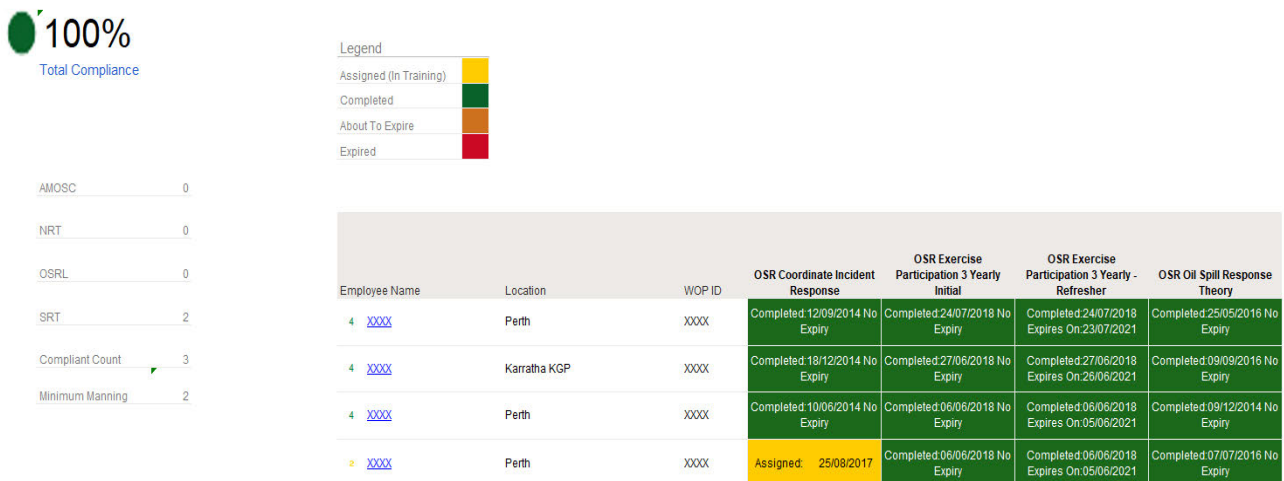 100%
Total Compliance
Legend
Assigned (In Training)
Completed
About To Expire
Expired
AMOSC 0
NRT 0
OSRL 0
SRT 2
Compliant Count 3
Minimum Manning 2
Employee Name Location WOP ID OSR Coordinate Incident Response OSR Exercise Participation 3 Yearly Initial OSR Exercise Participation 3 Yearly - Refresher OSR Oil Spill Response Theory
4 XXXX Perth XXXX Completed:12/09/2014 No Expiry Completed:24/07/2018 No Expiry Completed:24/07/2018 Expires On:23/07/2021 Completed:25/05/2016 No Expiry
4 XXXX Karratha KGP XXXX Completed:18/12/2014 No Expiry Completed:27/06/2018 No Expiry Completed:27/06/2018 Expires On:26/06/2021 Completed:09/09/2016 No Expiry
4 XXXX Perth XXXX Completed:10/06/2014 No Expiry Completed:06/06/2018 No Expiry Completed:06/06/2018 Expires On:05/06/2021 Completed:09/12/2014 No Expiry
2 XXXX Perth XXXX Assigned: 25/08/2017 Completed:06/06/2018 No Expiry Completed:06/06/2018 Expires On:05/06/2021 Completed:07/07/2016 No Expiry